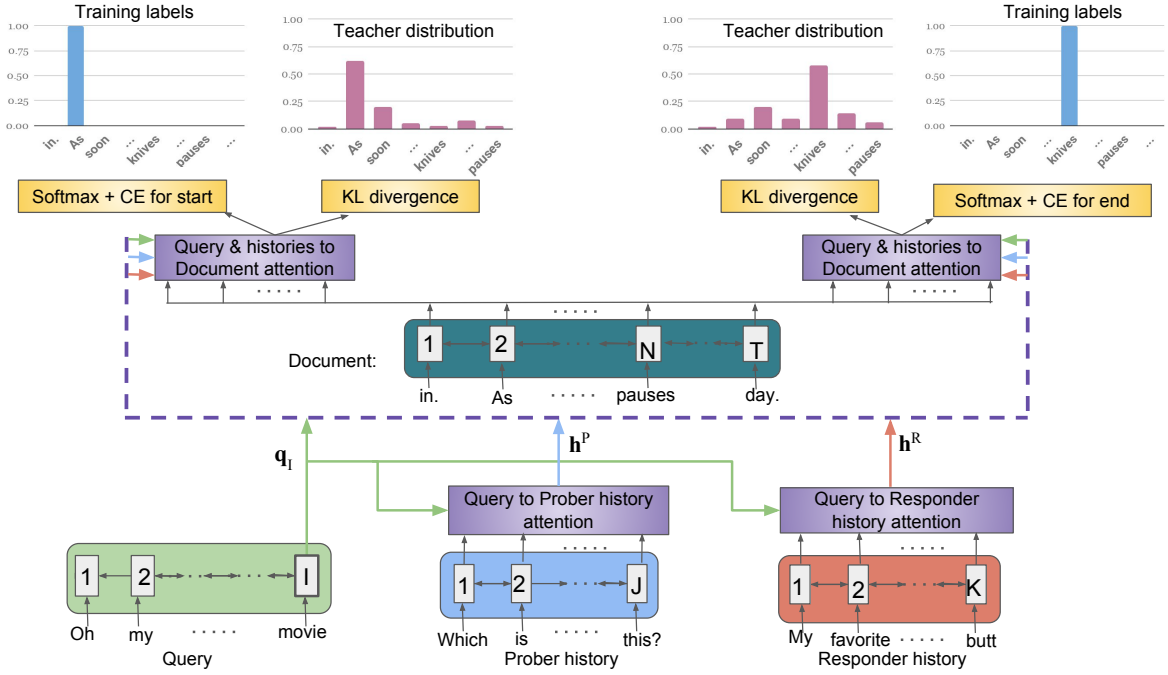 Training labels
1.00
0.75
0.50
0.25
0.00
in.
As
soon
...
knives
...
pauses
...
Teacher distribution
1.00
0.75
0.50
0.25
0.00
in.
As
soon
...
knives
...
pauses
Teacher distribution
1.00
0.75
0.50
0.25
0.00
in.
As
soon
...
knives
...
pauses
Training labels
1.00
0.75
0.50
0.25
0.00
in.
As
soon
...
knives
...
pauses
...
Softmax + CE for start
KL divergence
KL divergence
Softmax + CE for end
Query & histories to
Document attention
.....
Query & histories to
Document attention
.....
.....
Document:
1
2
. . . .
N
. . .
T
in.
As
.....
pauses
day.
q_I
h^P
h^R
Query to Prober history
attention
.....
Query to Responder
history attention
.....
1
2
. . . .
I
Oh
my
.....
movie
Query
1
2
. . .
J
Which
is
.....
this?
Prober history
1
2
. . .
K
My
favorite
.....
butt
Responder history